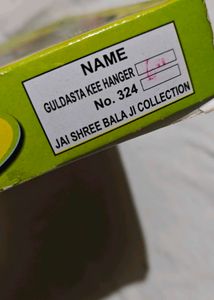 NAME
GULDASTA KEE HANGER
No. 324
JAI SHREE BALA JI COLLECTION